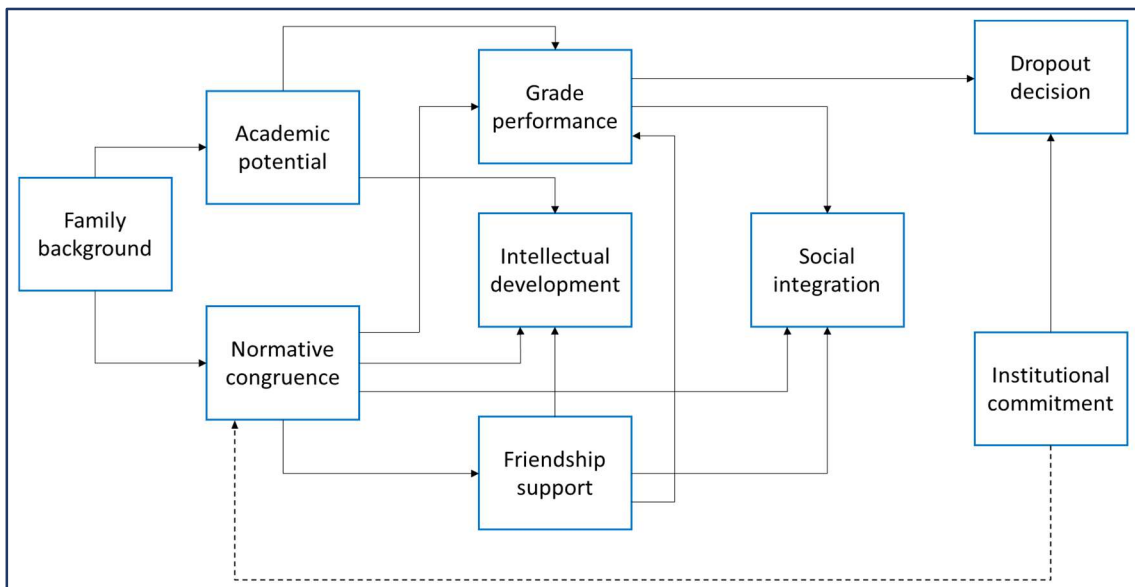 Family
background
Academic
potential
Normative
congruence
Grade
performance
Intellectual
development
Friendship
support
Social
integration
Dropout
decision
Institutional
commitment